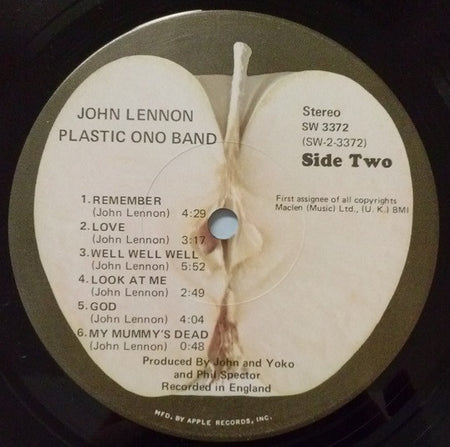 JOHN LENNON
PLASTIC ONO BAND
Stereo
SW 3372
(SW-2-3372)
Side Two
First assignee of all copyrights
Maclen (Music) Ltd., (U.K.) BMI
1. REMEMBER
(John Lennon) 4:29
2. LOVE
(John Lennon) 3:17
3. WELL WELL WELL
(John Lennon) 5:52
4. LOOK AT ME
(John Lennon) 2:49
5. GOD
(John Lennon) 4:04
6. MY MUMMY'S DEAD
(John Lennon) 0:48
Produced By John and Yoko
and Phil Spector
Recorded in England
MFD. BY APPLE RECORDS, INC.